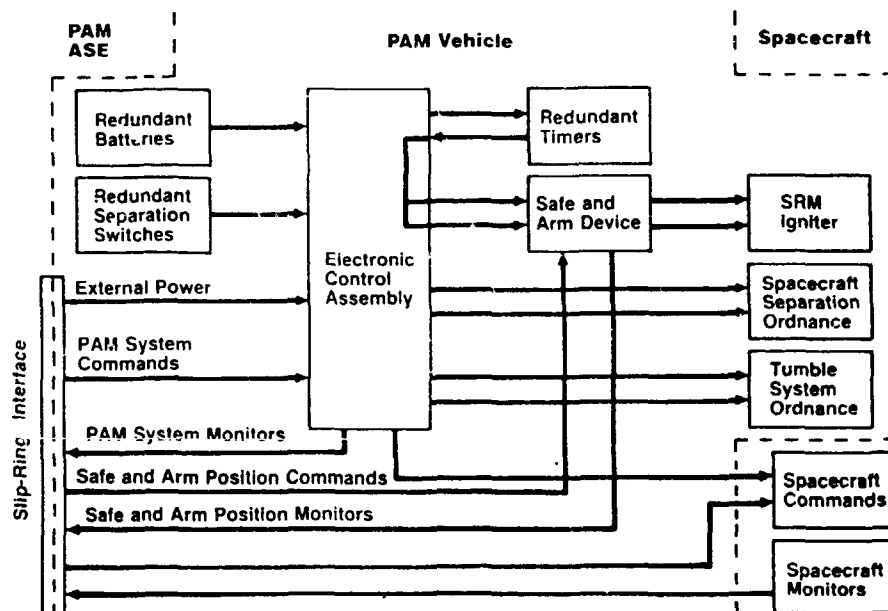 PAM
ASE
PAM Vehicle
Spacecraft
Redundant
Batteries
Redundant
Timers
Redundant
Separation
Switches
Safe and
Arm Device
SRM
Igniter
Electronic
Control
Assembly
External Power
Spacecraft
Separation
Ordnance
PAM System
Commands
Tumble
System
Ordnance
Slip-Ring Interface
PAM System Monitors
Safe and Arm Position Commands
Spacecraft
Commands
Safe and Arm Position Monitors
Spacecraft
Monitors